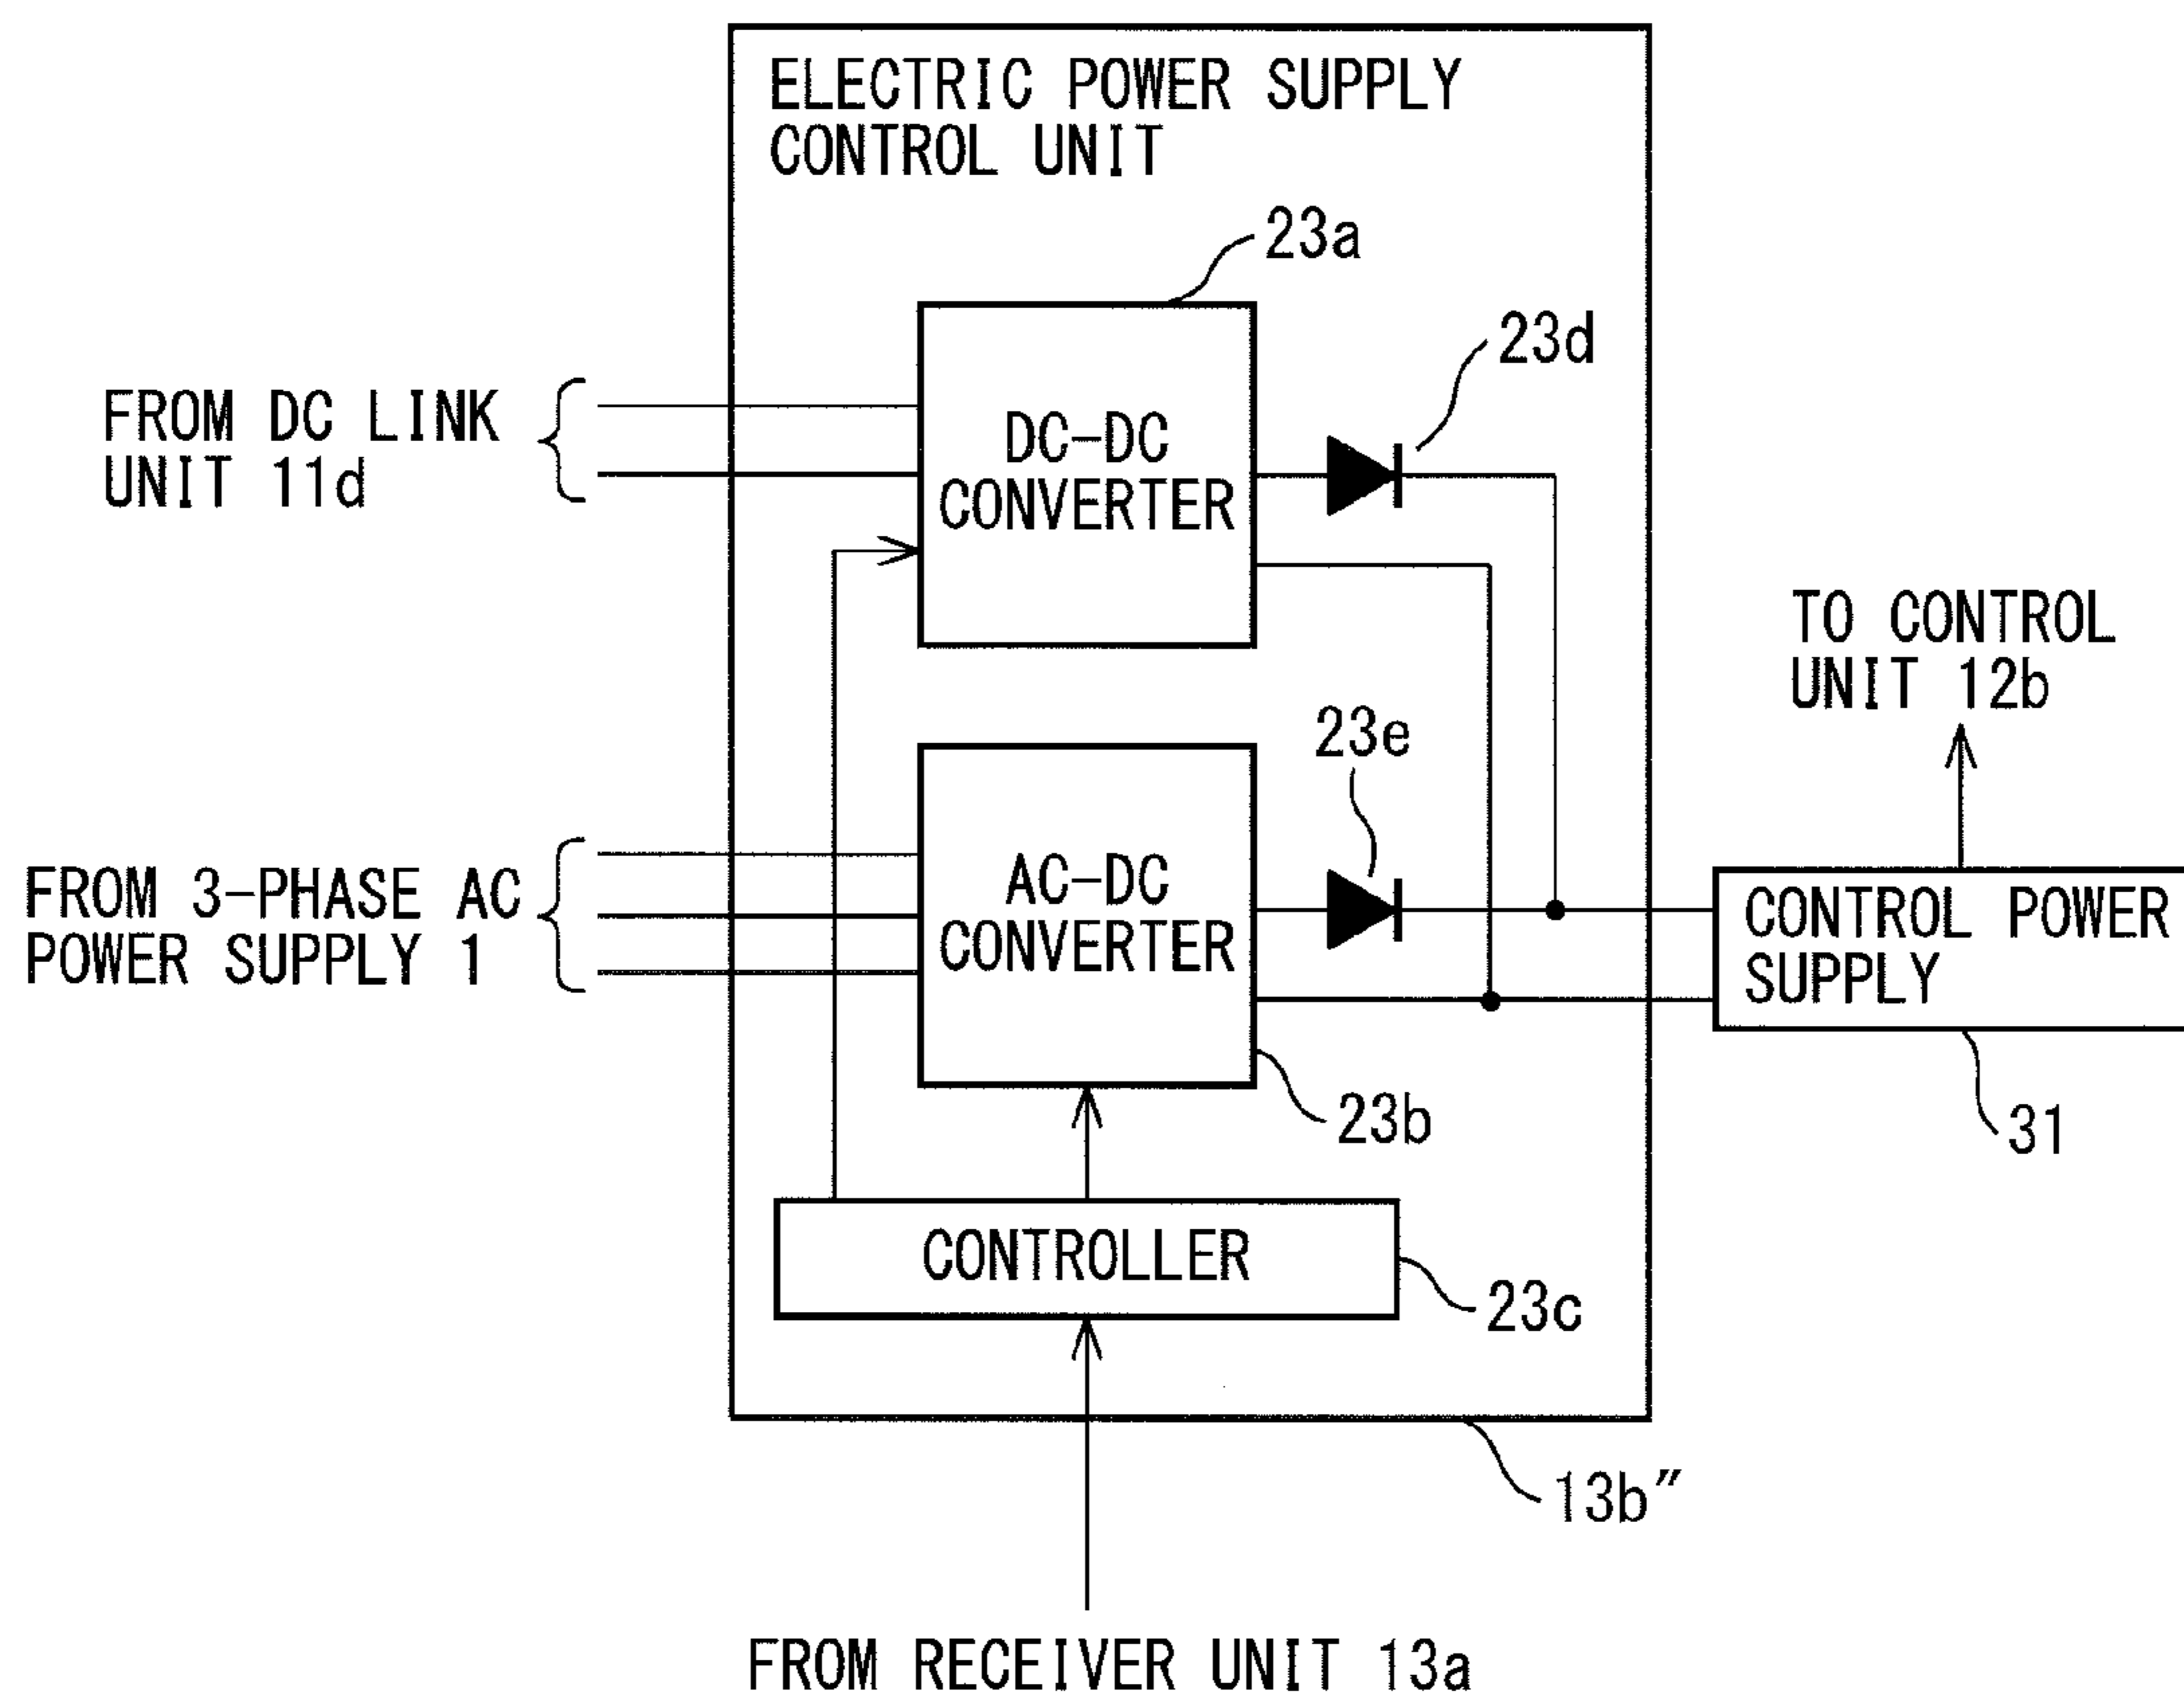 ELECTRIC POWER SUPPLY
CONTROL UNIT
23a
23d
FROM DC LINK
UNIT 11d
DC-DC
CONVERTER
TO CONTROL
UNIT 12b
23e
FROM 3-PHASE AC
POWER SUPPLY 1
AC-DC
CONVERTER
CONTROL POWER
SUPPLY
23b
31
CONTROLLER
23c
13b"
FROM RECEIVER UNIT 13a